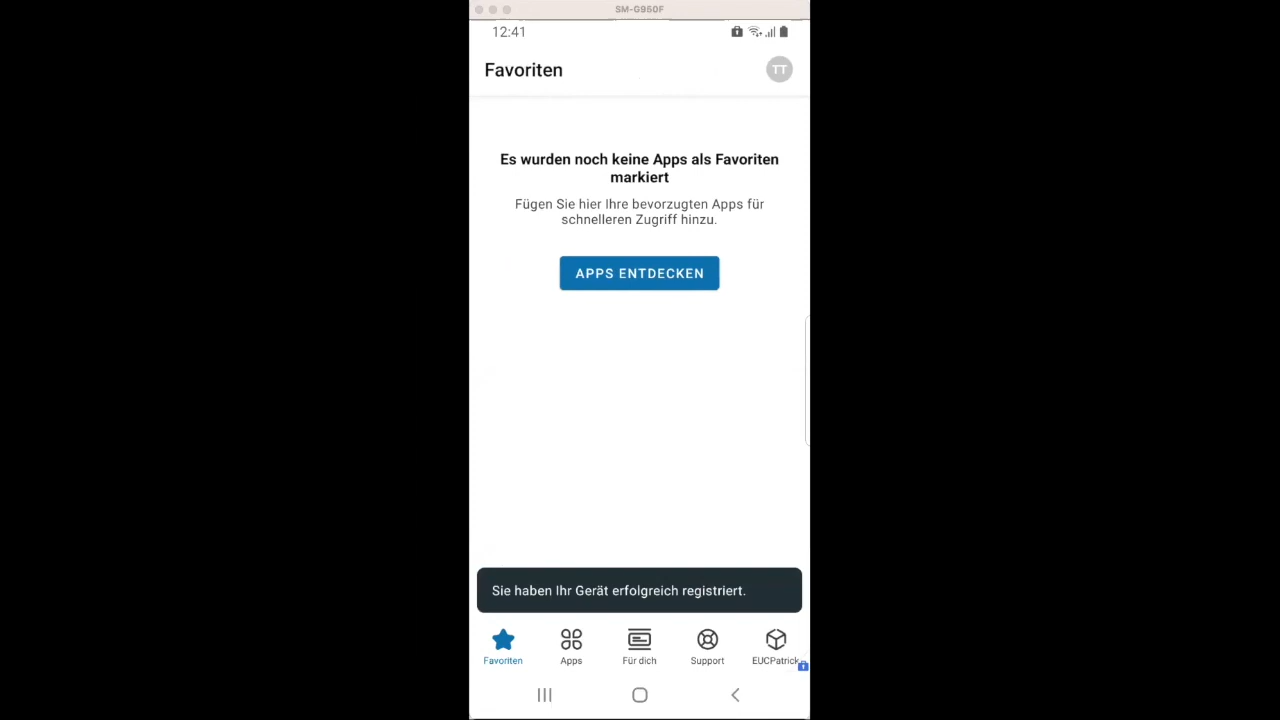 SM-G950F
12:41
Favoriten
TT
Es wurden noch keine Apps als Favoriten
markiert
Fügen Sie hier Ihre bevorzugten Apps für
schnelleren Zugriff hinzu.
APPS ENTDECKEN
Sie haben Ihr Gerät erfolgreich registriert.
Favoriten
Apps
Für dich
Support
EUCPatrick